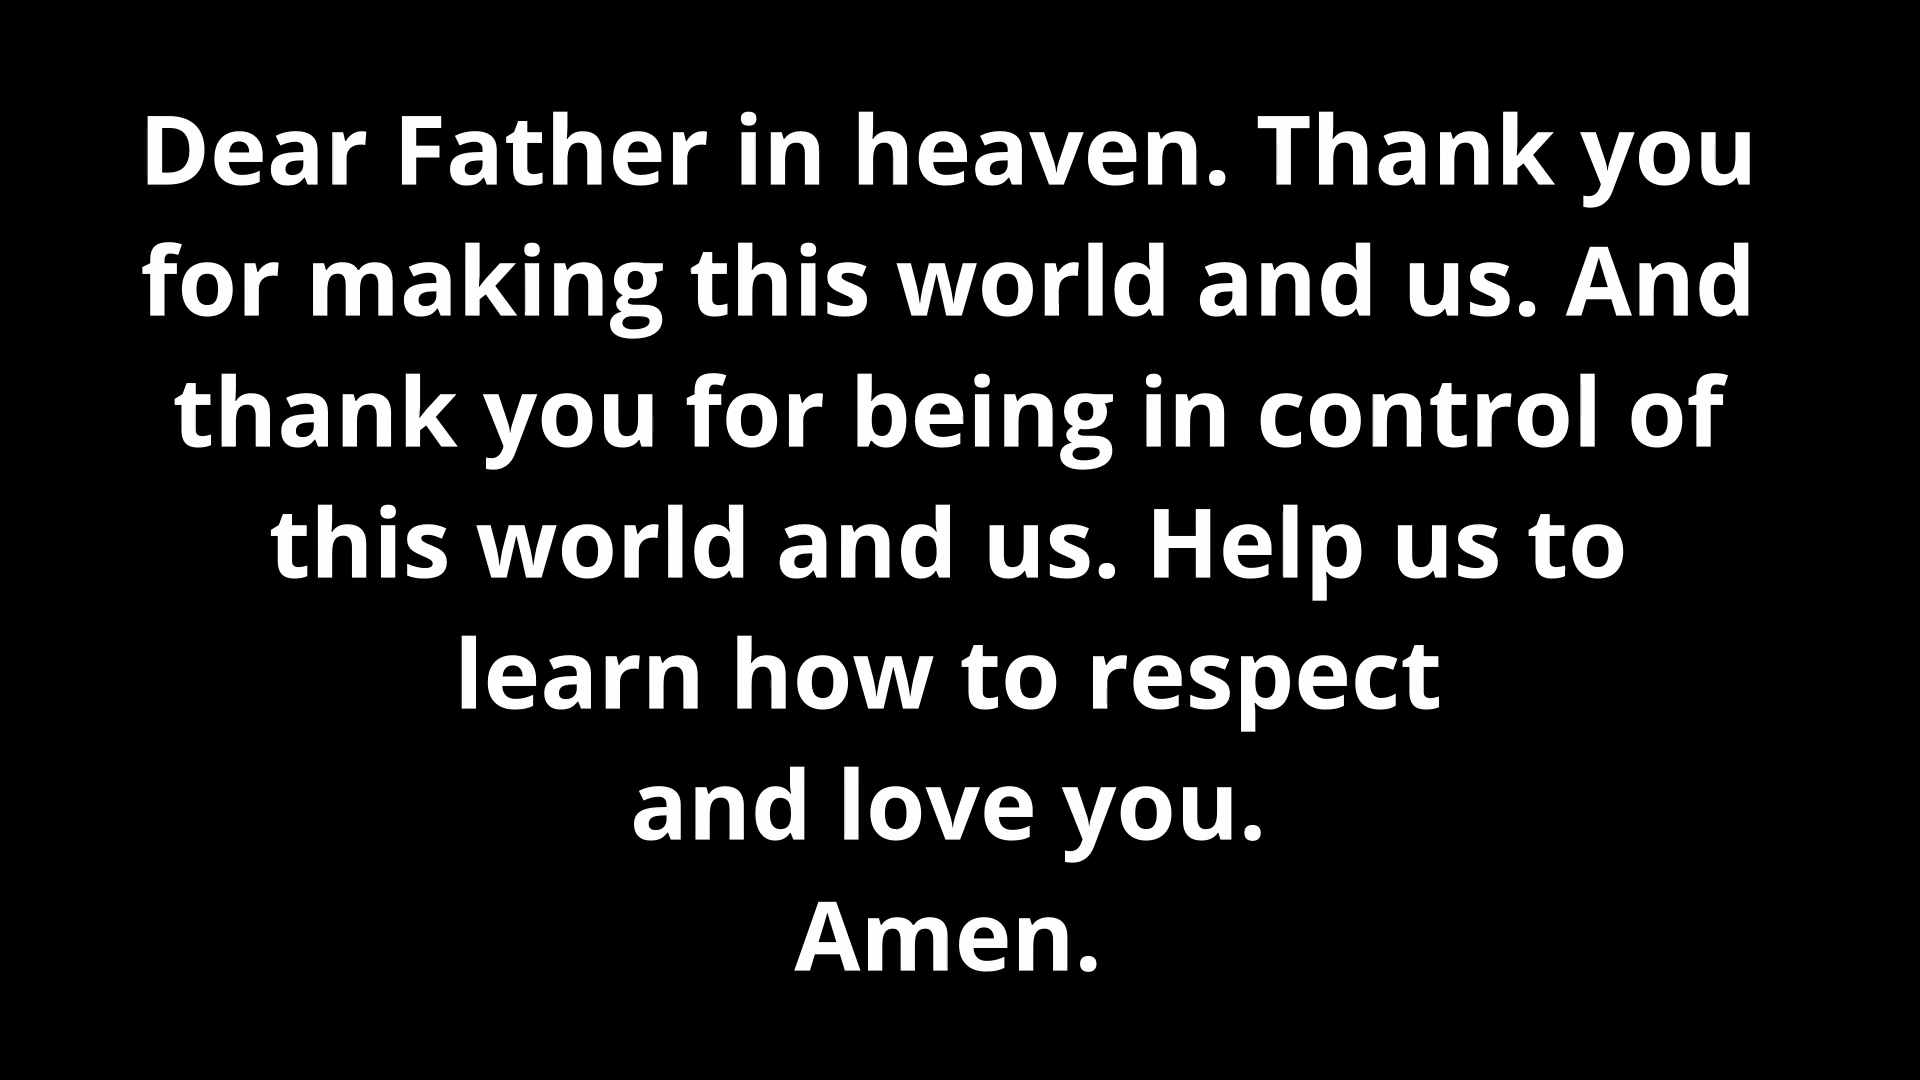 Dear Father in heaven. Thank you
for making this world and us. And
thank you for being in control of
this world and us. Help us to
learn how to respect
and love you.
Amen.